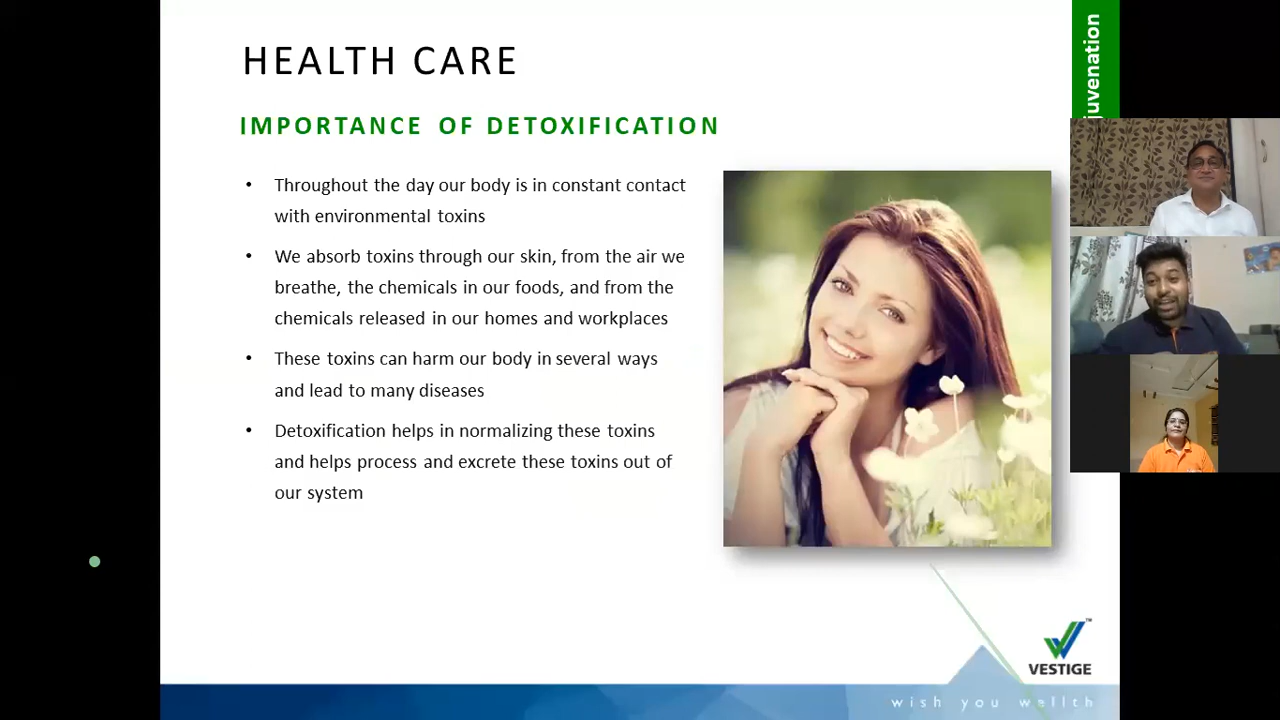 HEALTH CARE
IMPORTANCE OF DETOXIFICATION
• Throughout the day our body is in constant contact
with environmental toxins
• We absorb toxins through our skin, from the air we
breathe, the chemicals in our foods, and from the
chemicals released in our homes and workplaces
• These toxins can harm our body in several ways
and lead to many diseases
• Detoxification helps in normalizing these toxins
and helps process and excrete these toxins out of
our system
juvenation
VESTIGE™
wish you wellth